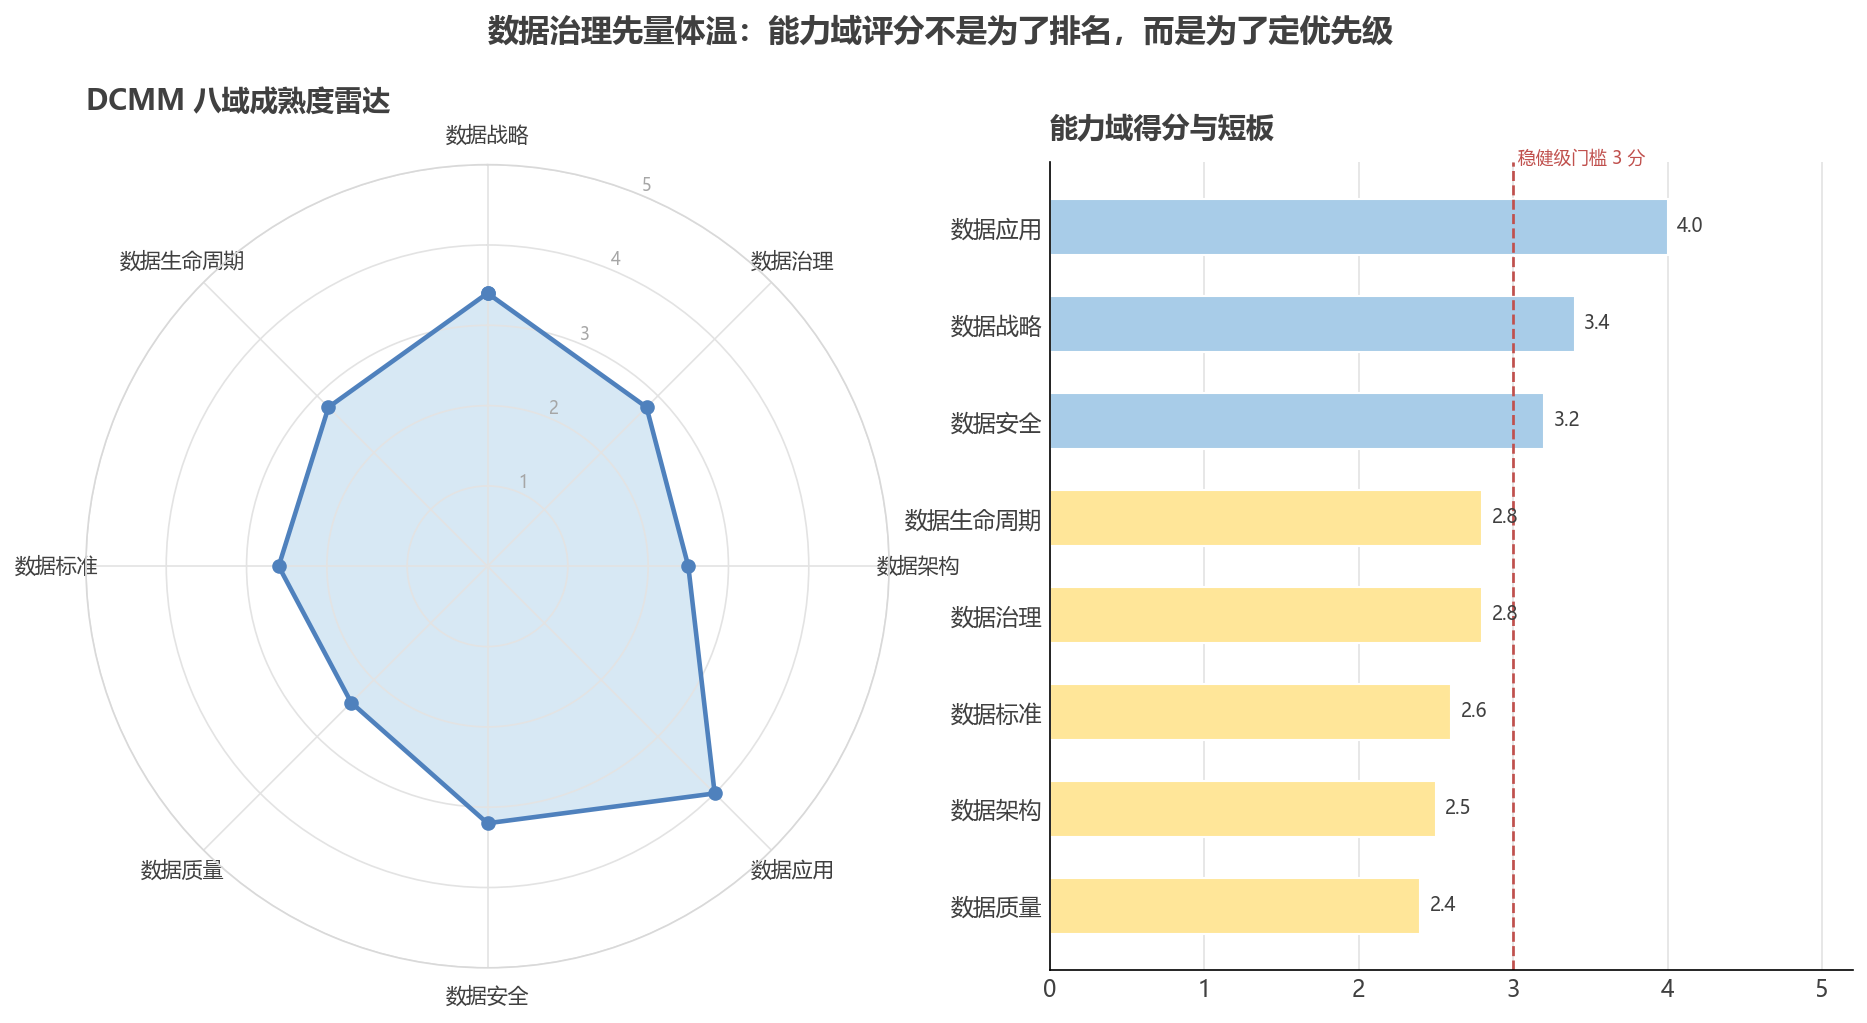 数据治理先量体温：能力域评分不是为了排名，而是为了定优先级
DCMM 八域成熟度雷达
数据战略
数据治理
数据架构
数据应用
数据安全
数据质量
数据标准
数据生命周期
5
4
3
2
1
能力域得分与短板
稳健级门槛 3 分
数据应用 4.0
数据战略 3.4
数据安全 3.2
数据生命周期 2.8
数据治理 2.8
数据标准 2.6
数据架构 2.5
数据质量 2.4
0 1 2 3 4 5